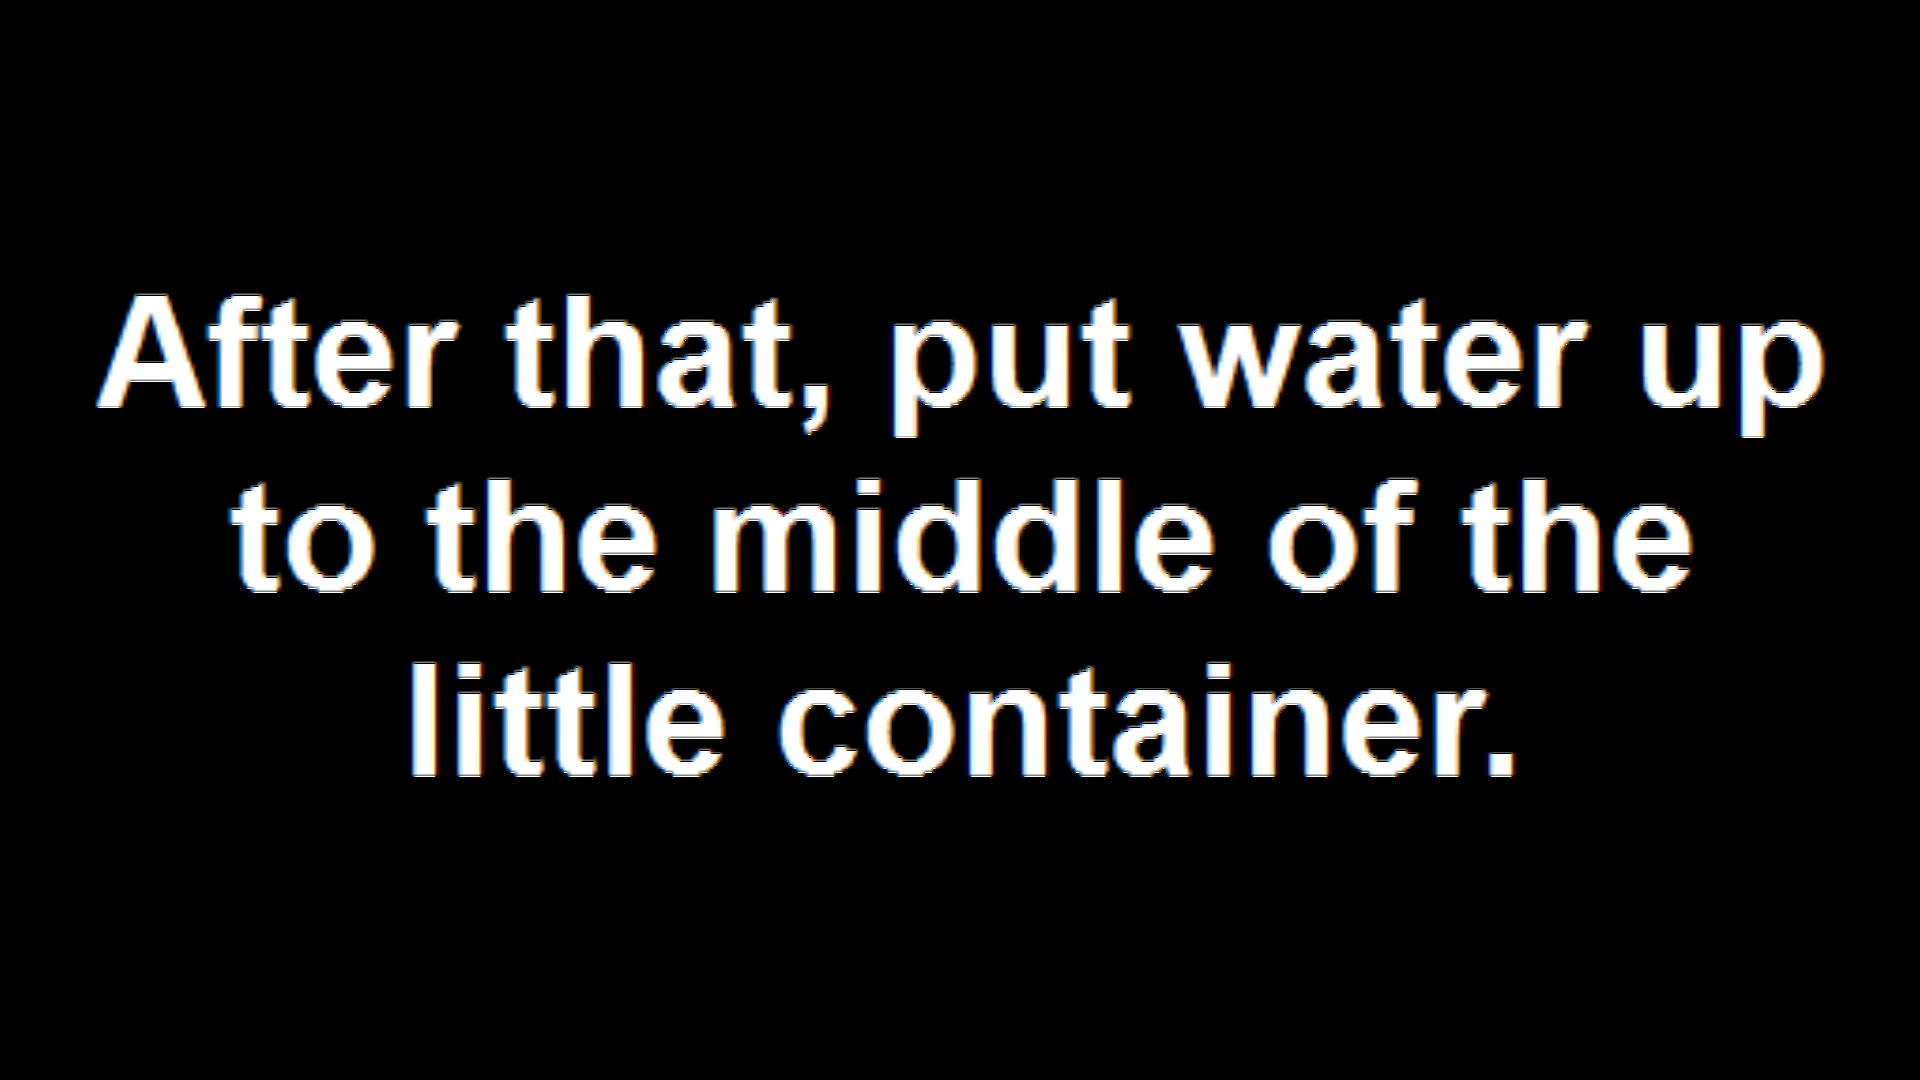 After that, put water up
to the middle of the
little container.